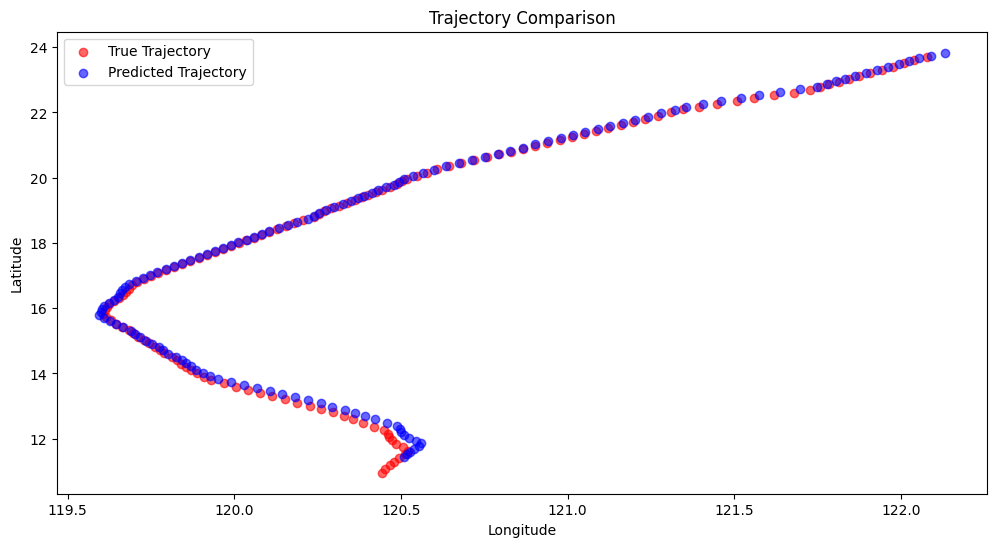 Trajectory Comparison
True Trajectory
Predicted Trajectory
24
22
20
18
16
14
12
Latitude
119.5 120.0 120.5 121.0 121.5 122.0
Longitude